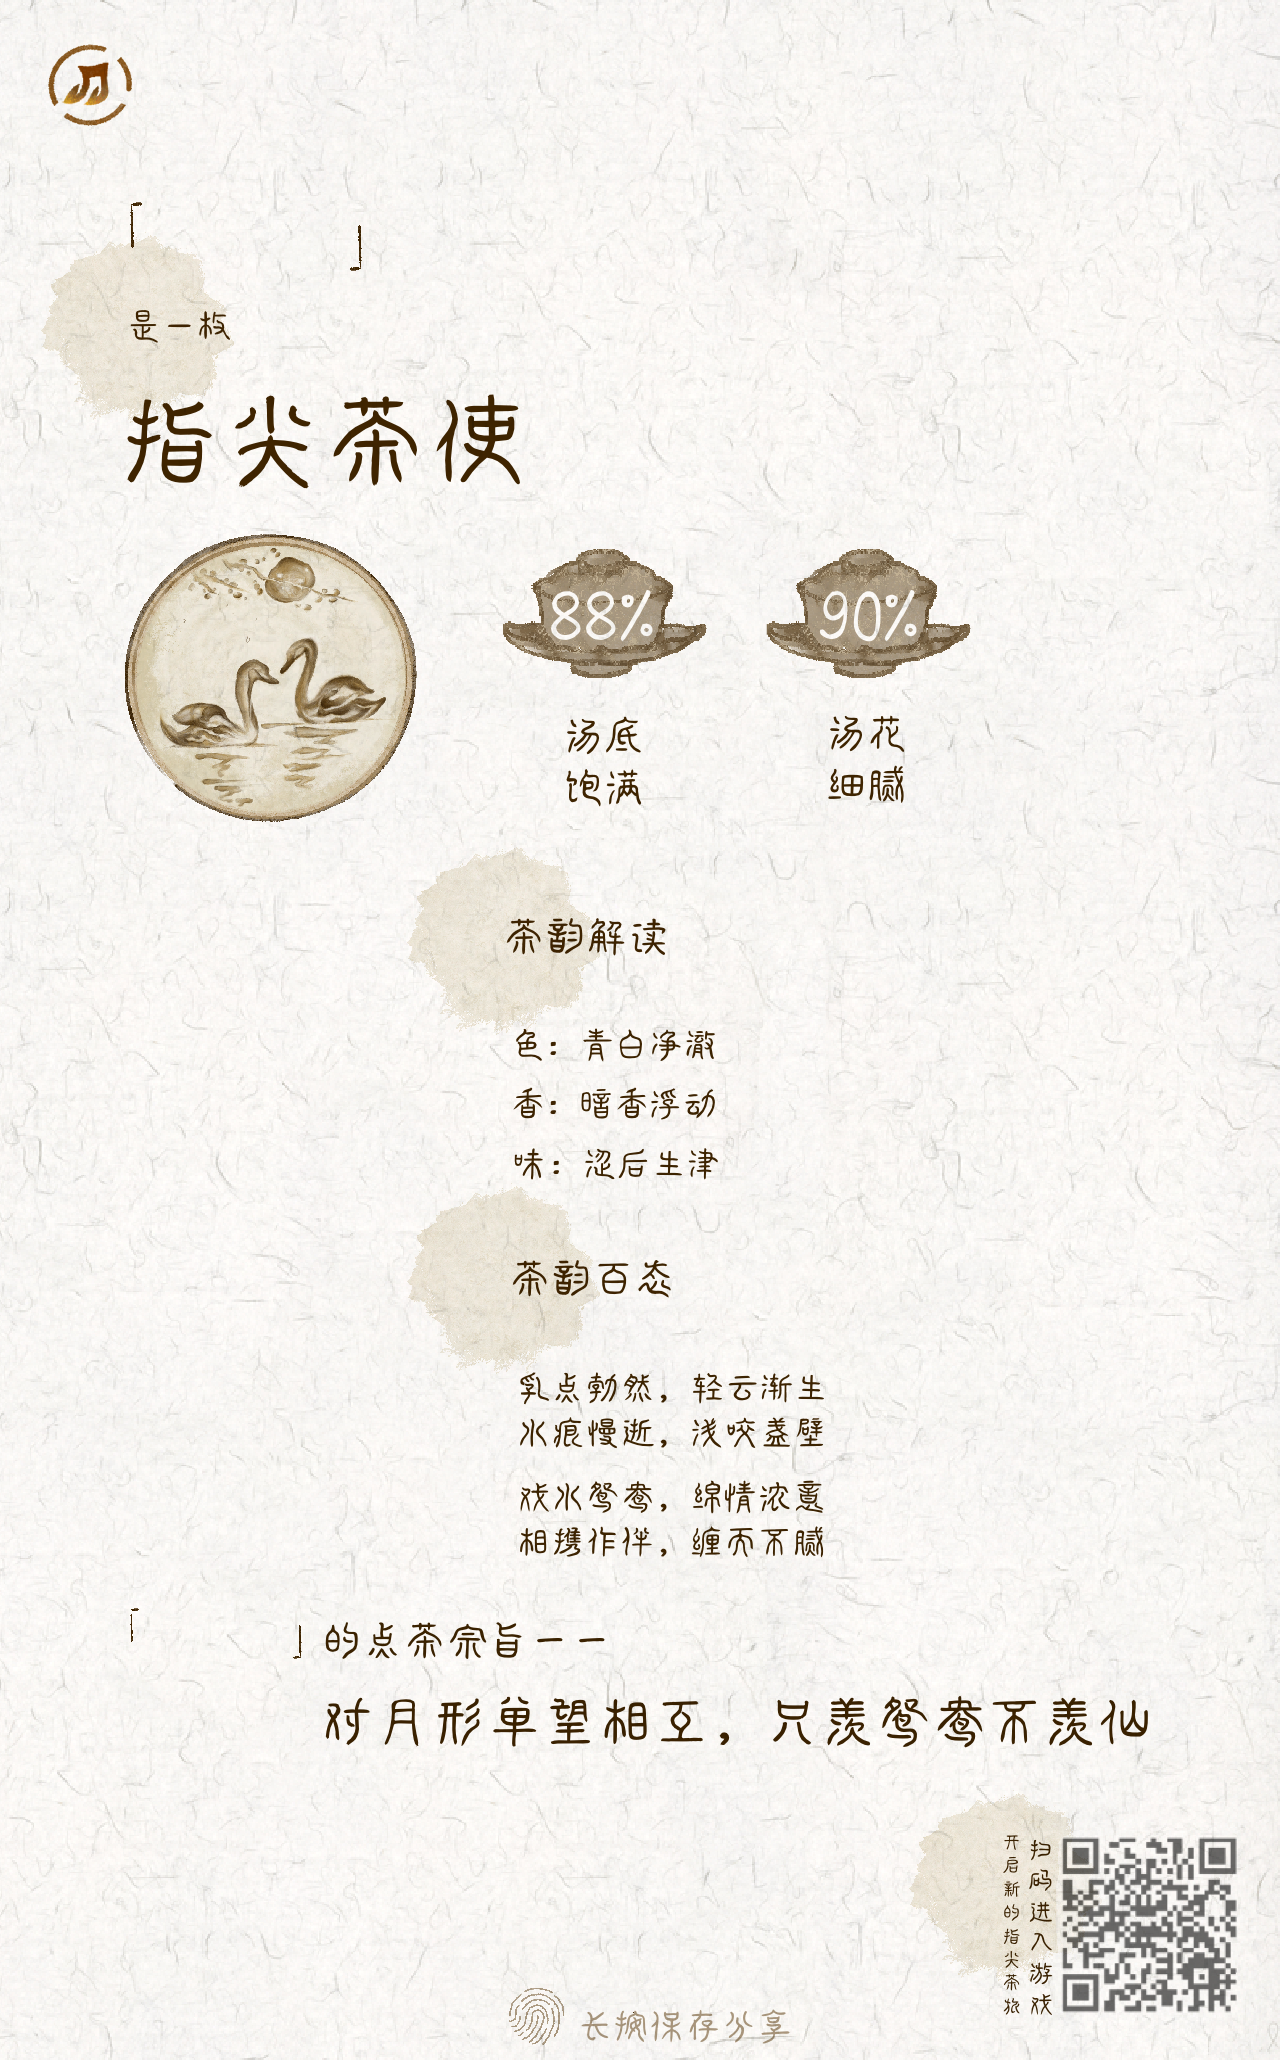 「 」
是一枚
指尖茶使
88%
90%
汤底
饱满
汤花
细腻
茶韵解读
色：青白净澈
香：暗香浮动
味：涩后生津
茶韵百态
乳点勃然，轻云渐生
水痕慢逝，浅咬盏壁
戏水鸳鸯，绵情浓意
相携作伴，缠而不腻
「 」的点茶宗旨——
对月形单望相互，只羡鸳鸯不羡仙
扫码进入游戏
开启新的指尖茶旅
长按保存分享